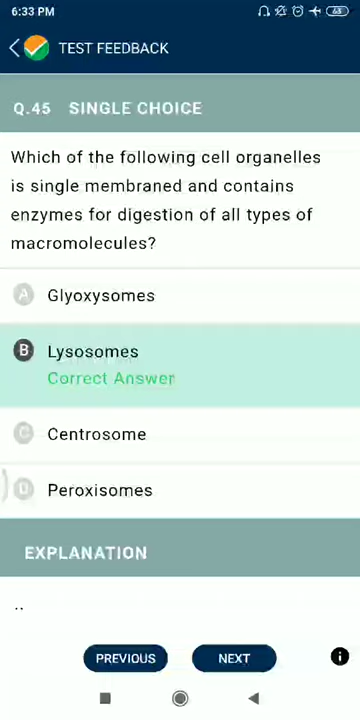 6:33 PM
48
TEST FEEDBACK
Q.45 SINGLE CHOICE
Which of the following cell organelles
is single membraned and contains
enzymes for digestion of all types of
macromolecules?
A Glyoxysomes
B Lysosomes
Correct Answer
C Centrosome
D Peroxisomes
EXPLANATION
..
PREVIOUS NEXT